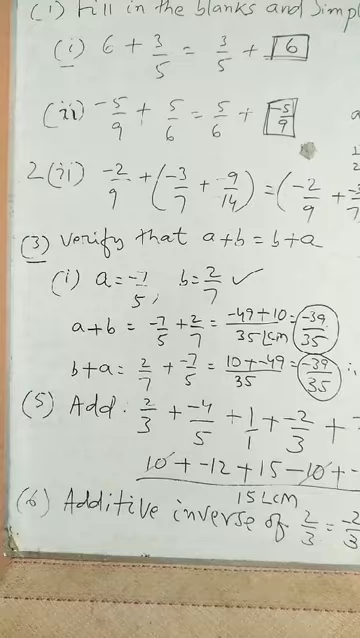 (1) Fill in the blanks and Simpl
(i) 6 + 3/5 = 3/5 + 6
(ii) -5/9 + 5/6 = 5/6 + -5/9
2(ii) -2/9 + (-3/7 + 9/14) = (-2/9 + -3/7
(3) Verify that a+b = b+a
(i) a = -7/5, b = 2/7 ✓
a+b = -7/5 + 2/7 = -49+10/35 LCM = -39/35
b+a = 2/7 + -7/5 = 10+-49/35 = -39/35 ∴
(5) Add. 2/3 + -4/5 + 1/1 + -2/3 +
10 + -12 + 15 - 10 + -
15 LCM
(6) Additive inverse of 2/3 = -2/3